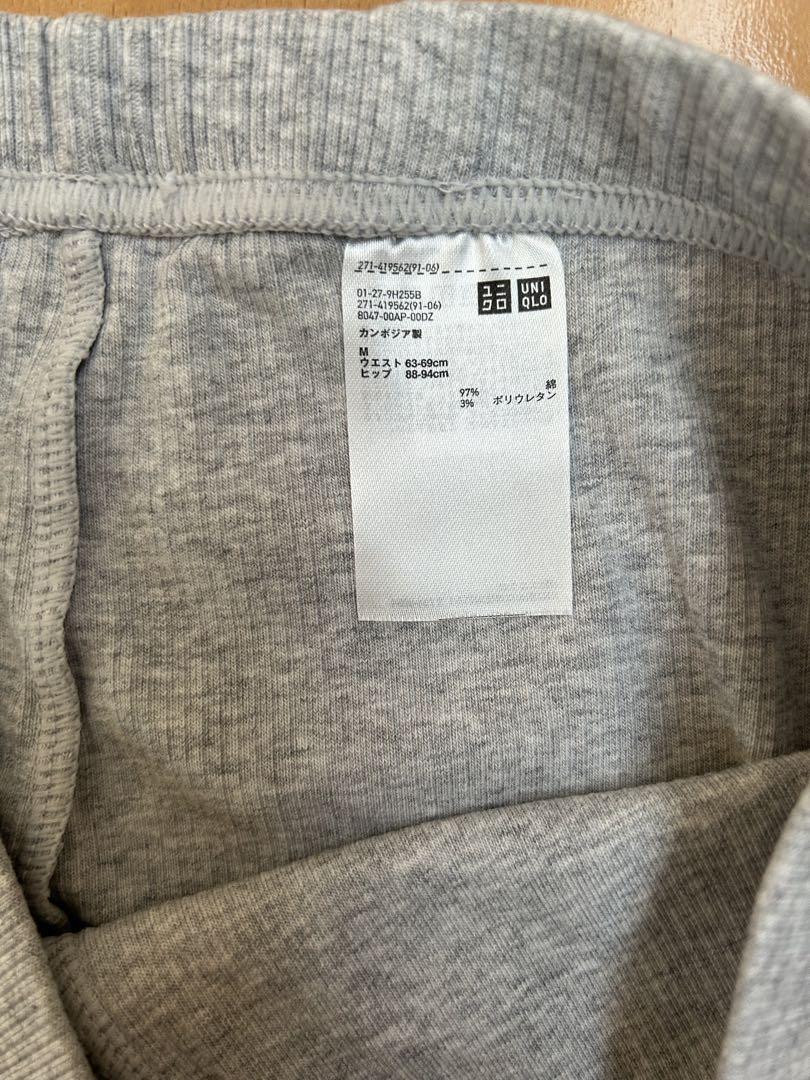 271-419562(91-06)
01-27-9H255B
271-419562(91-06)
8047-00AP-00DZ
ユニ
クロ
UNI
QLO
カンボジア製
M
ウエスト 63-69cm
ヒップ 88-94cm
97% 綿
3% ポリウレタン